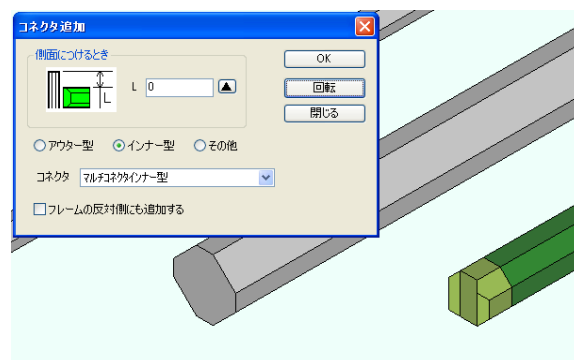 コネクタ追加
側面につけるとき
L
L 0
OK
回転
閉じる
アウター型 インナー型 その他
コネクタ マルチコネクタインナー型
フレームの反対側にも追加する